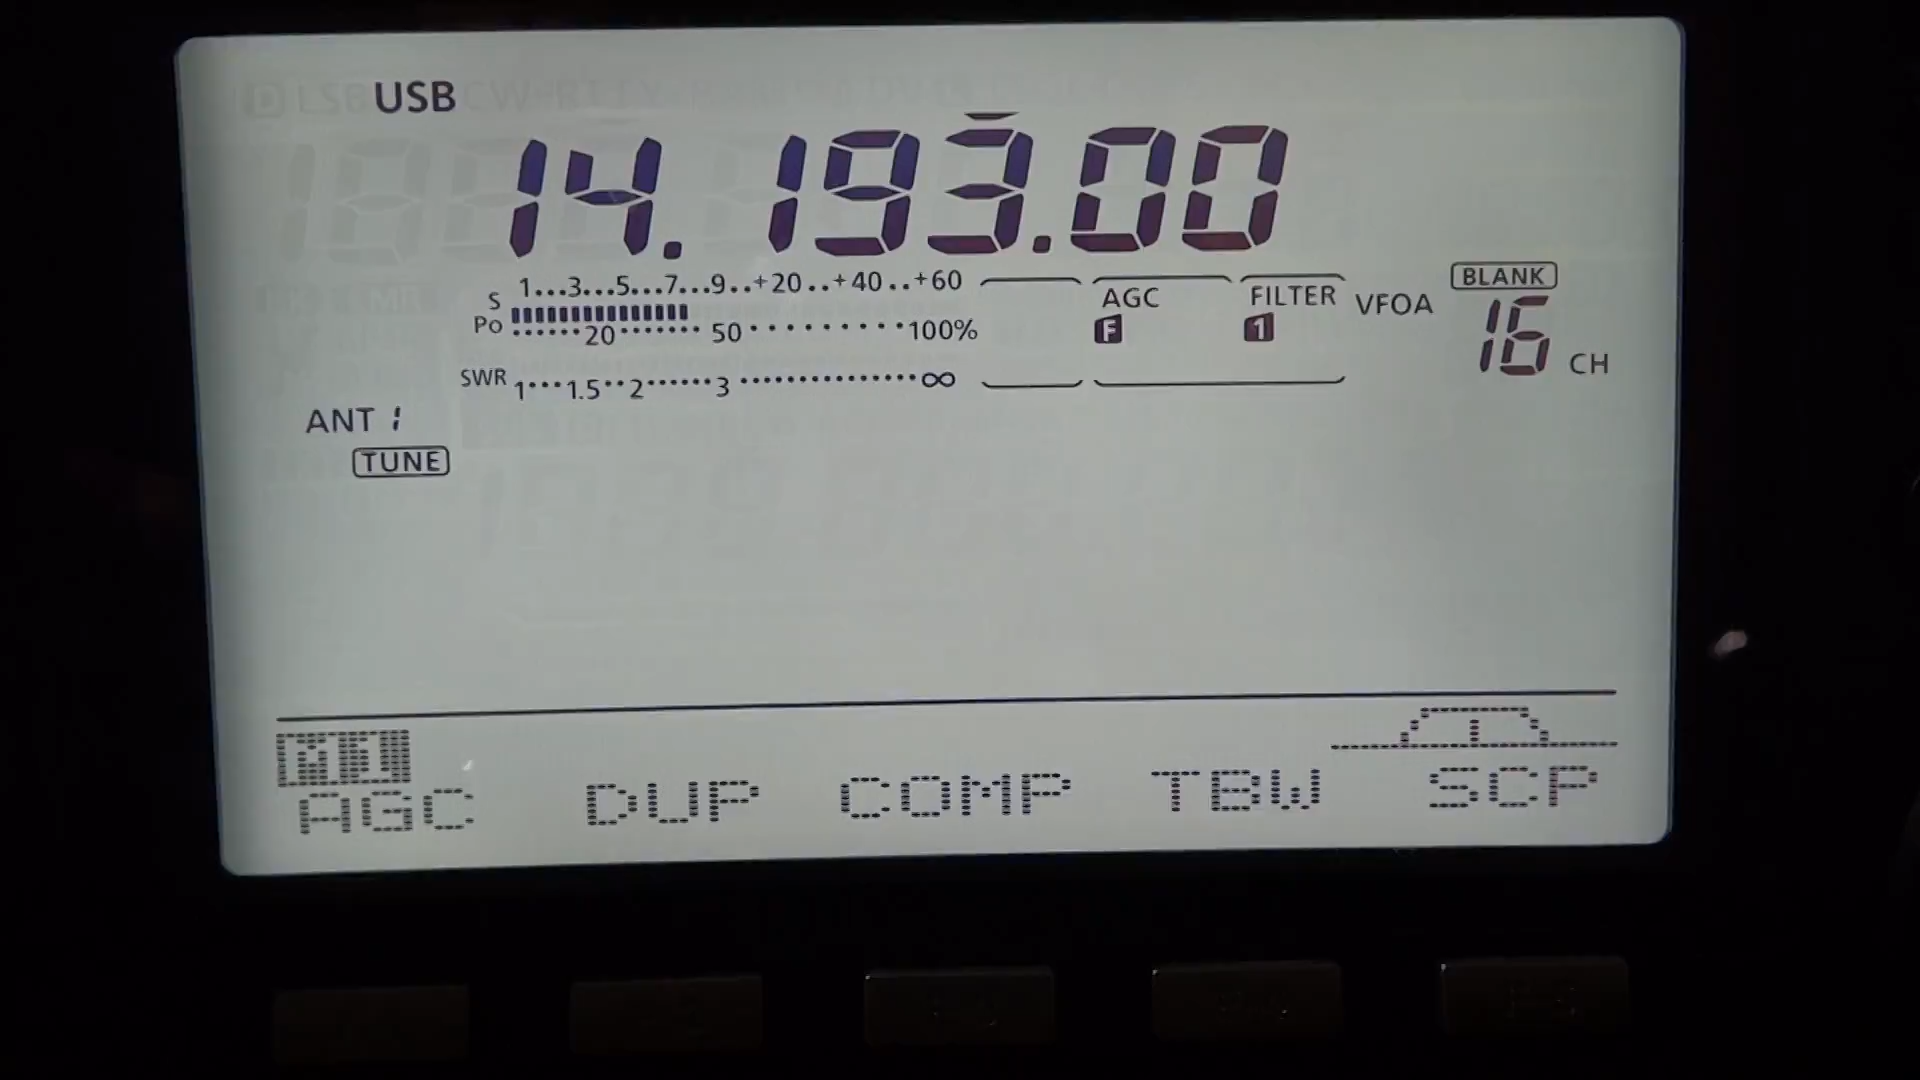 USB
14.193.00
S 1...3...5...7...9..+20..+40..+60
Po 20 50 100%
SWR 1 1.5 2 3 ∞
AGC FILTER VFOA
F 1
BLANK
16 CH
ANT 1
TUNE
M1
AGC DUP COMP TBW SCP